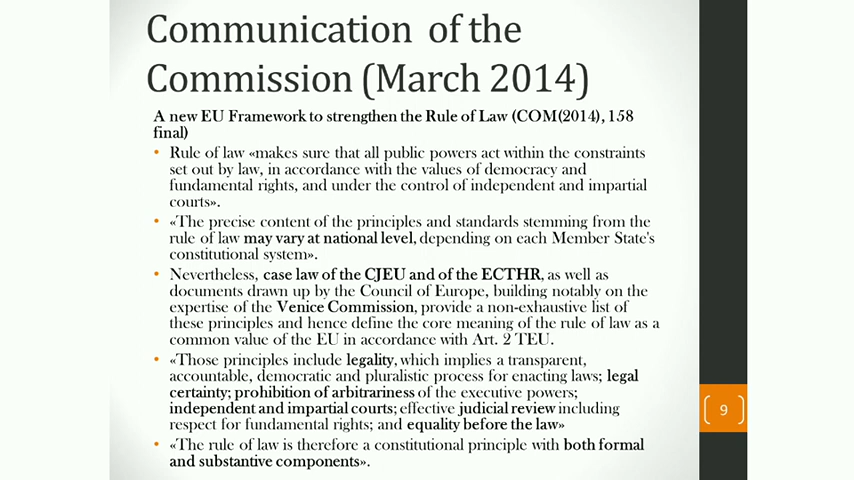 Communication of the
Commission (March 2014)
A new EU Framework to strengthen the Rule of Law (COM(2014), 158
final)
• Rule of law «makes sure that all public powers act within the constraints
set out by law, in accordance with the values of democracy and
fundamental rights, and under the control of independent and impartial
courts».
• «The precise content of the principles and standards stemming from the
rule of law may vary at national level, depending on each Member State's
constitutional system».
• Nevertheless, case law of the CJEU and of the ECTHR, as well as
documents drawn up by the Council of Europe, building notably on the
expertise of the Venice Commission, provide a non-exhaustive list of
these principles and hence define the core meaning of the rule of law as a
common value of the EU in accordance with Art. 2 TEU.
• «Those principles include legality, which implies a transparent,
accountable, democratic and pluralistic process for enacting laws; legal
certainty; prohibition of arbitrariness of the executive powers;
independent and impartial courts; effective judicial review including
respect for fundamental rights; and equality before the law»
• «The rule of law is therefore a constitutional principle with both formal
and substantive components».
9